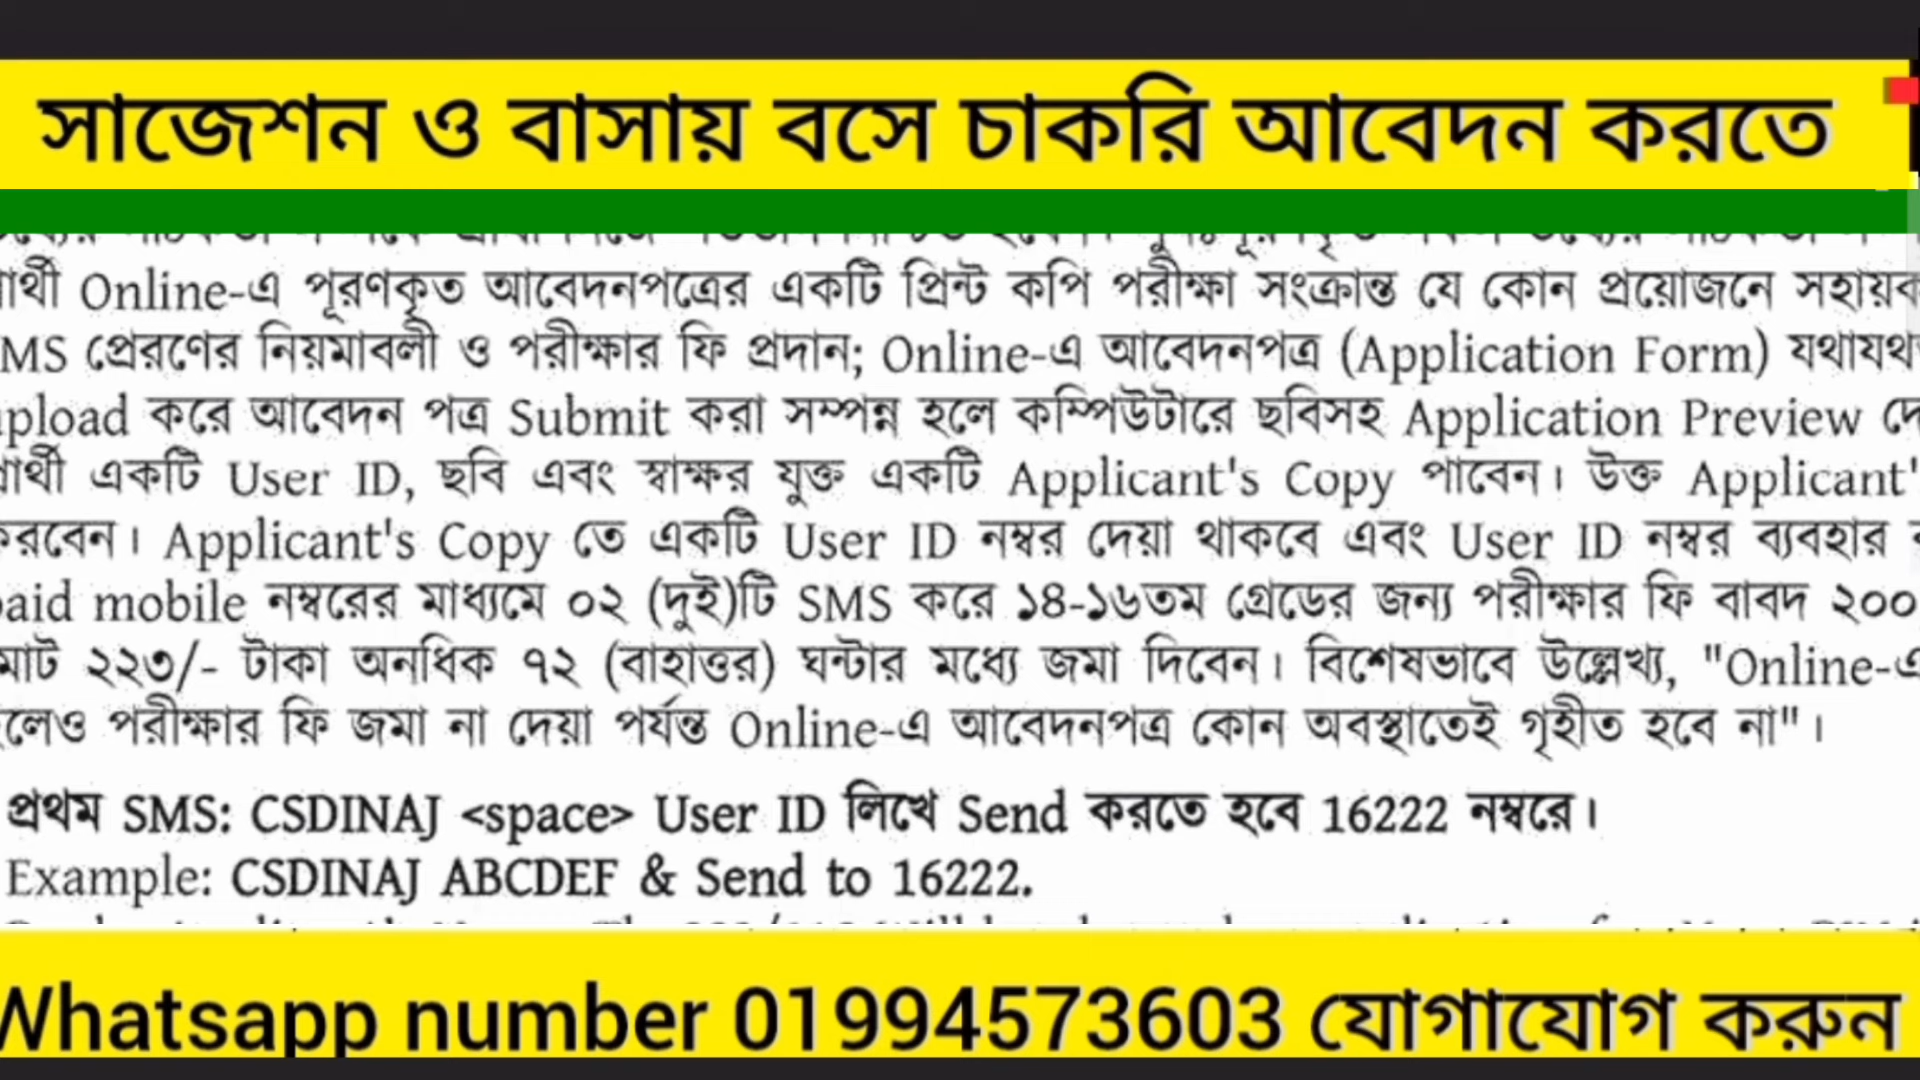 সাজেশন ও বাসায় বসে চাকরি আবেদন করতে
Online-এ পূরণকৃত আবেদনপত্রের একটি প্রিন্ট কপি পরীক্ষা সংক্রান্ত যে কোন প্রয়োজনে
প্রেরণের নিয়মাবলী ও পরীক্ষার ফি প্রদান; Online-এ আবেদনপত্র (Application Form)
upload করে আবেদন পত্র Submit করা সম্পন্ন হলে কম্পিউটারে ছবিসহ Application Preview
একটি User ID, ছবি এবং স্বাক্ষর যুক্ত একটি Applicant's Copy পাবেন। উক্ত Applicant'
করবেন। Applicant's Copy তে একটি User ID নম্বর দেয়া থাকবে এবং User ID নম্বর ব্যবহার
paid mobile নম্বরের মাধ্যমে ০২ (দুই)টি SMS করে ১৪-১৬তম গ্রেডের জন্য পরীক্ষার ফি বাবদ ২০০
২২৩/- টাকা অনধিক ৭২ (বাহাত্তর) ঘন্টার মধ্যে জমা দিবেন। বিশেষভাবে উল্লেখ্য, "Online-এ
পরীক্ষার ফি জমা না দেয়া পর্যন্ত Online-এ আবেদনপত্র কোন অবস্থাতেই গৃহীত হবে না"।
প্রথম SMS: CSDINAJ <space> User ID লিখে Send করতে হবে 16222 নম্বরে।
Example: CSDINAJ ABCDEF & Send to 16222.
Whatsapp number 01994573603 যোগাযোগ করুন